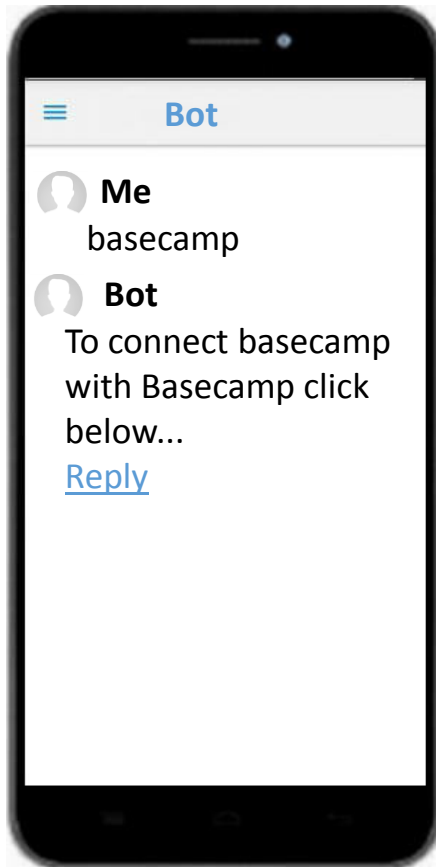 Bot
Me
basecamp
Bot
To connect basecamp
with Basecamp click
below...
Reply